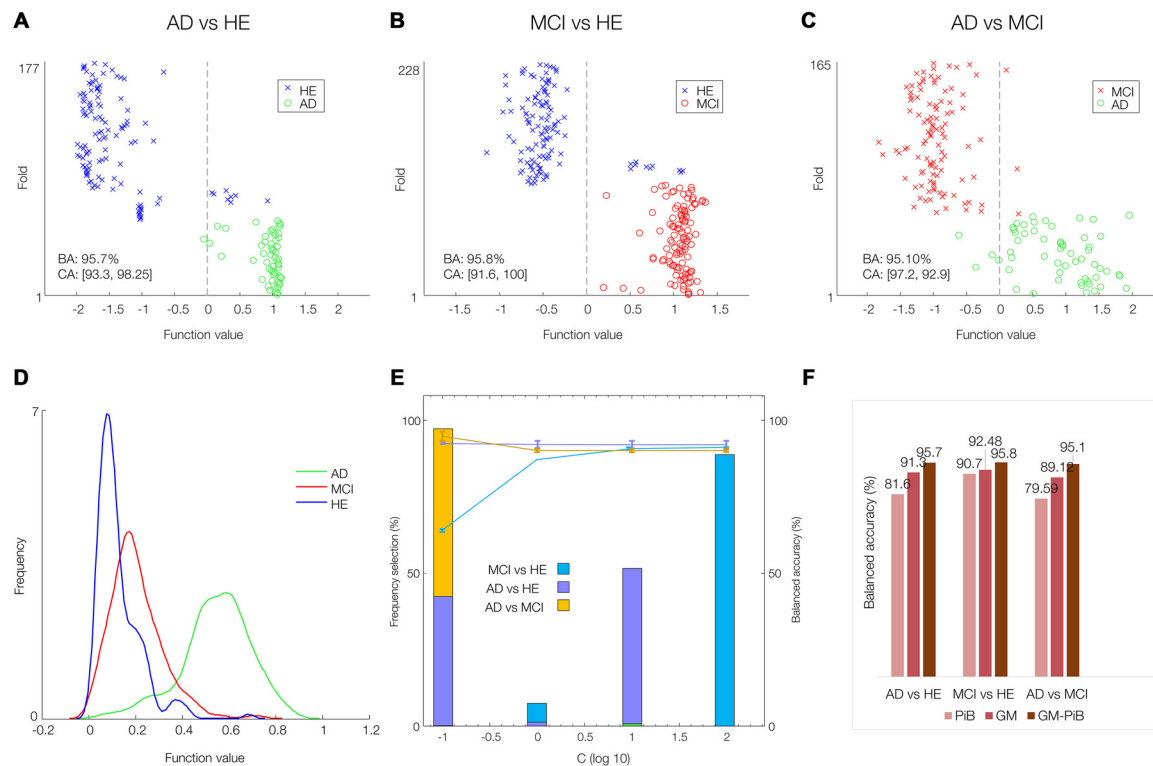 A
AD vs HE
177
Fold
1
HE
AD
BA: 95.7%
CA: [93.3, 98.25]
-2 -1.5 -1 -0.5 0 0.5 1 1.5 2
Function value
B
MCI vs HE
228
Fold
1
HE
MCI
BA: 95.8%
CA: [91.6, 100]
-1.5 -1 -0.5 0 0.5 1 1.5
Function value
C
AD vs MCI
165
Fold
1
MCI
AD
BA: 95.10%
CA: [97.2, 92.9]
-2 -1.5 -1 -0.5 0 0.5 1 1.5 2
Function value
D
7
Frequency
0
AD
MCI
HE
-0.2 0 0.2 0.4 0.6 0.8 1 1.2
Function value
E
100
50
0
Frequency selection (%)
MCI vs HE
AD vs HE
AD vs MCI
100
50
0
Balanced accuracy (%)
-1 -0.5 0 -0.5 1 1.5 2
C (log 10)
F
Balanced accuracy (%)
81.6 91.3 95.7
90.7 92.48 95.8
79.59 89.12 95.1
AD vs HE MCI vs HE AD vs MCI
PiB GM GM-PiB